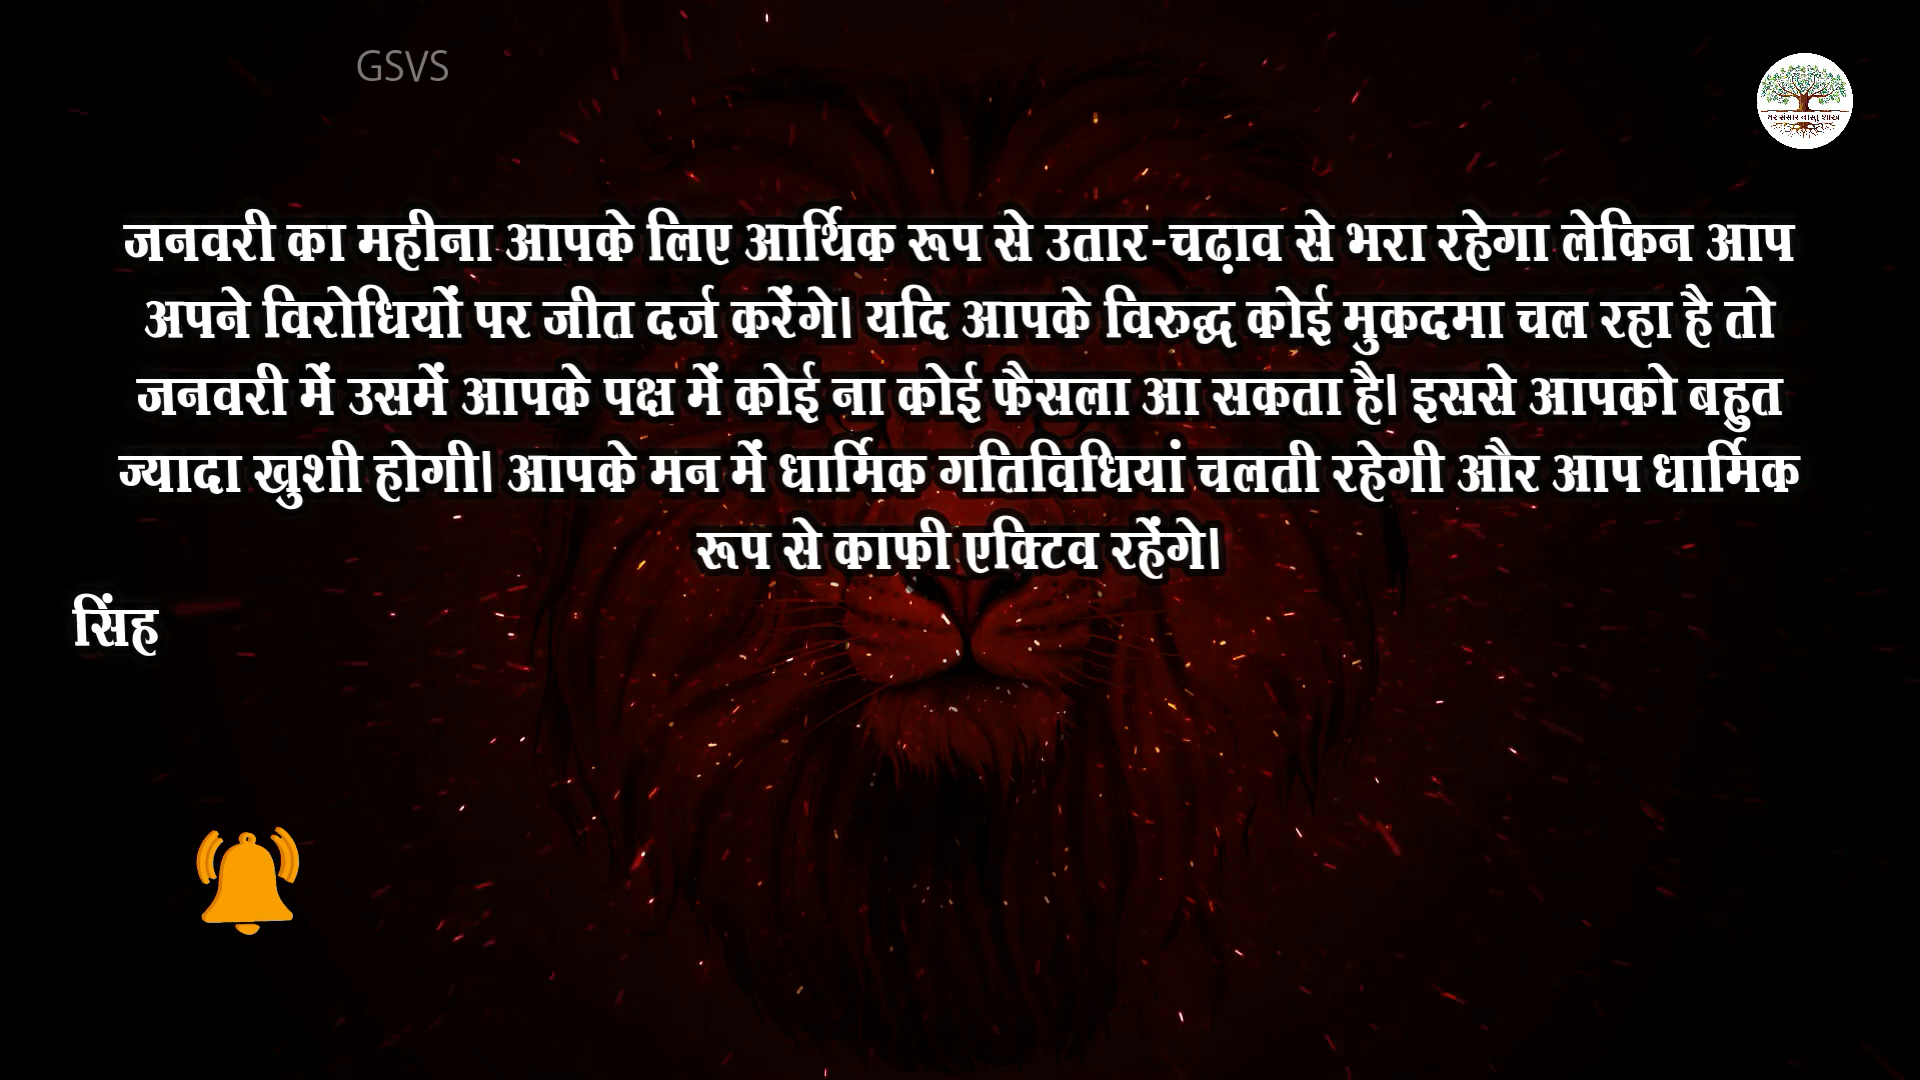 GSVS
घर संसार वास्तु शास्त्र
जनवरी का महीना आपके लिए आर्थिक रूप से उतार-चढ़ाव से भरा रहेगा लेकिन आप
अपने विरोधियों पर जीत दर्ज करेंगे। यदि आपके विरुद्ध कोई मुकदमा चल रहा है तो
जनवरी में उसमें आपके पक्ष में कोई ना कोई फैसला आ सकता है। इससे आपको बहुत
ज्यादा खुशी होगी। आपके मन में धार्मिक गतिविधियां चलती रहेगी और आप धार्मिक
रूप से काफी एक्टिव रहेंगे।
सिंह